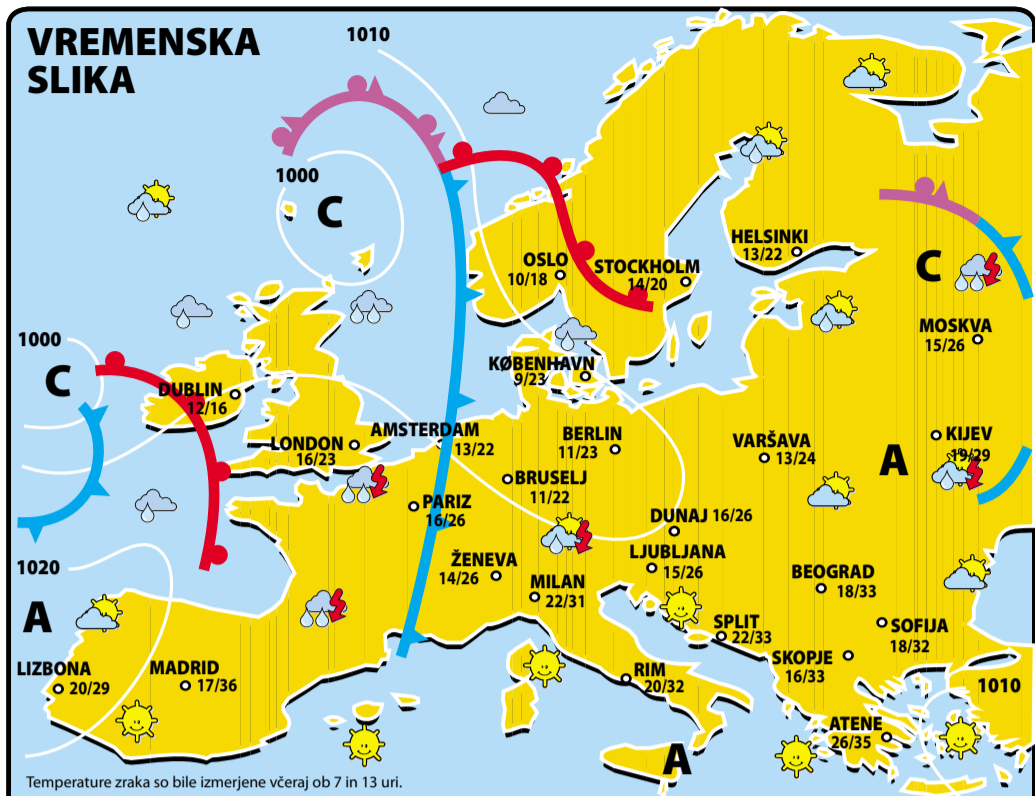 VREMENSKA
SLIKA
1010
1000
C
OSLO
10/18
STOCKHOLM
14/20
HELSINKI
13/22
C
MOSKVA
15/26
1000
C
DUBLIN
12/16
KØBENHAVN
9/23
LONDON
16/23
AMSTERDAM
13/22
BERLIN
11/23
VARŠAVA
13/24
A
KIJEV
19/29
BRUSELJ
11/22
PARIZ
16/26
DUNAJ 16/26
LJUBLJANA
15/26
ŽENEVA
14/26
MILAN
22/31
BEOGRAD
18/33
1020
A
SPLIT
22/33
SOFIJA
18/32
SKOPJE
16/33
LIZBONA
20/29
MADRID
17/36
RIM
20/32
1010
ATENE
26/35
A
Temperature zraka so bile izmerjene včeraj ob 7 in 13 uri.